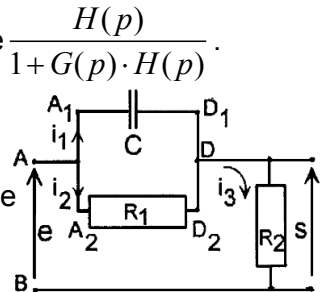 e H(p) / 1 + G(p) · H(p) .
A₁ D₁
i₁ C
A D
i₂ i₃
e e R₁ R₂ s
A₂ D₂
B